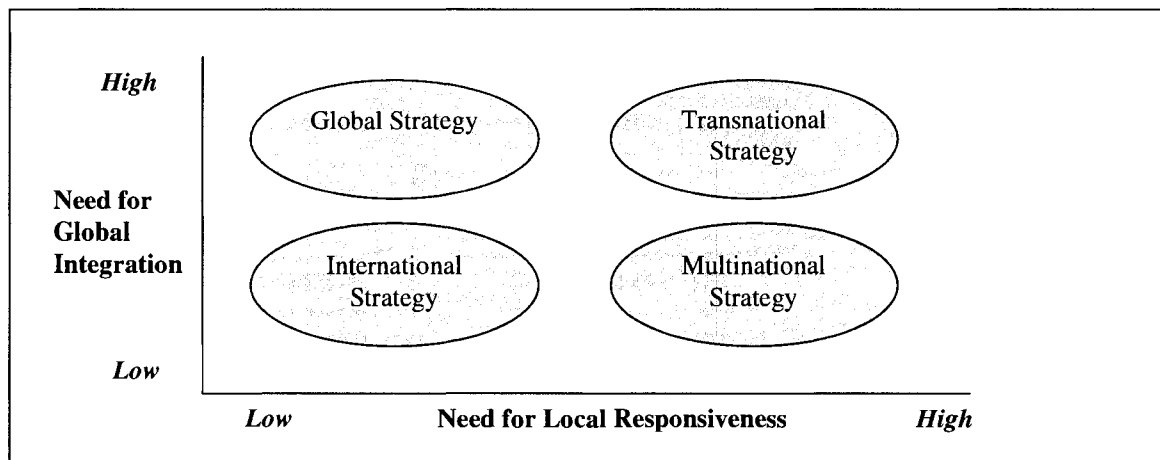 High
Global Strategy
Transnational
Strategy
Need for
Global
Integration
International
Strategy
Multinational
Strategy
Low
Low
Need for Local Responsiveness
High